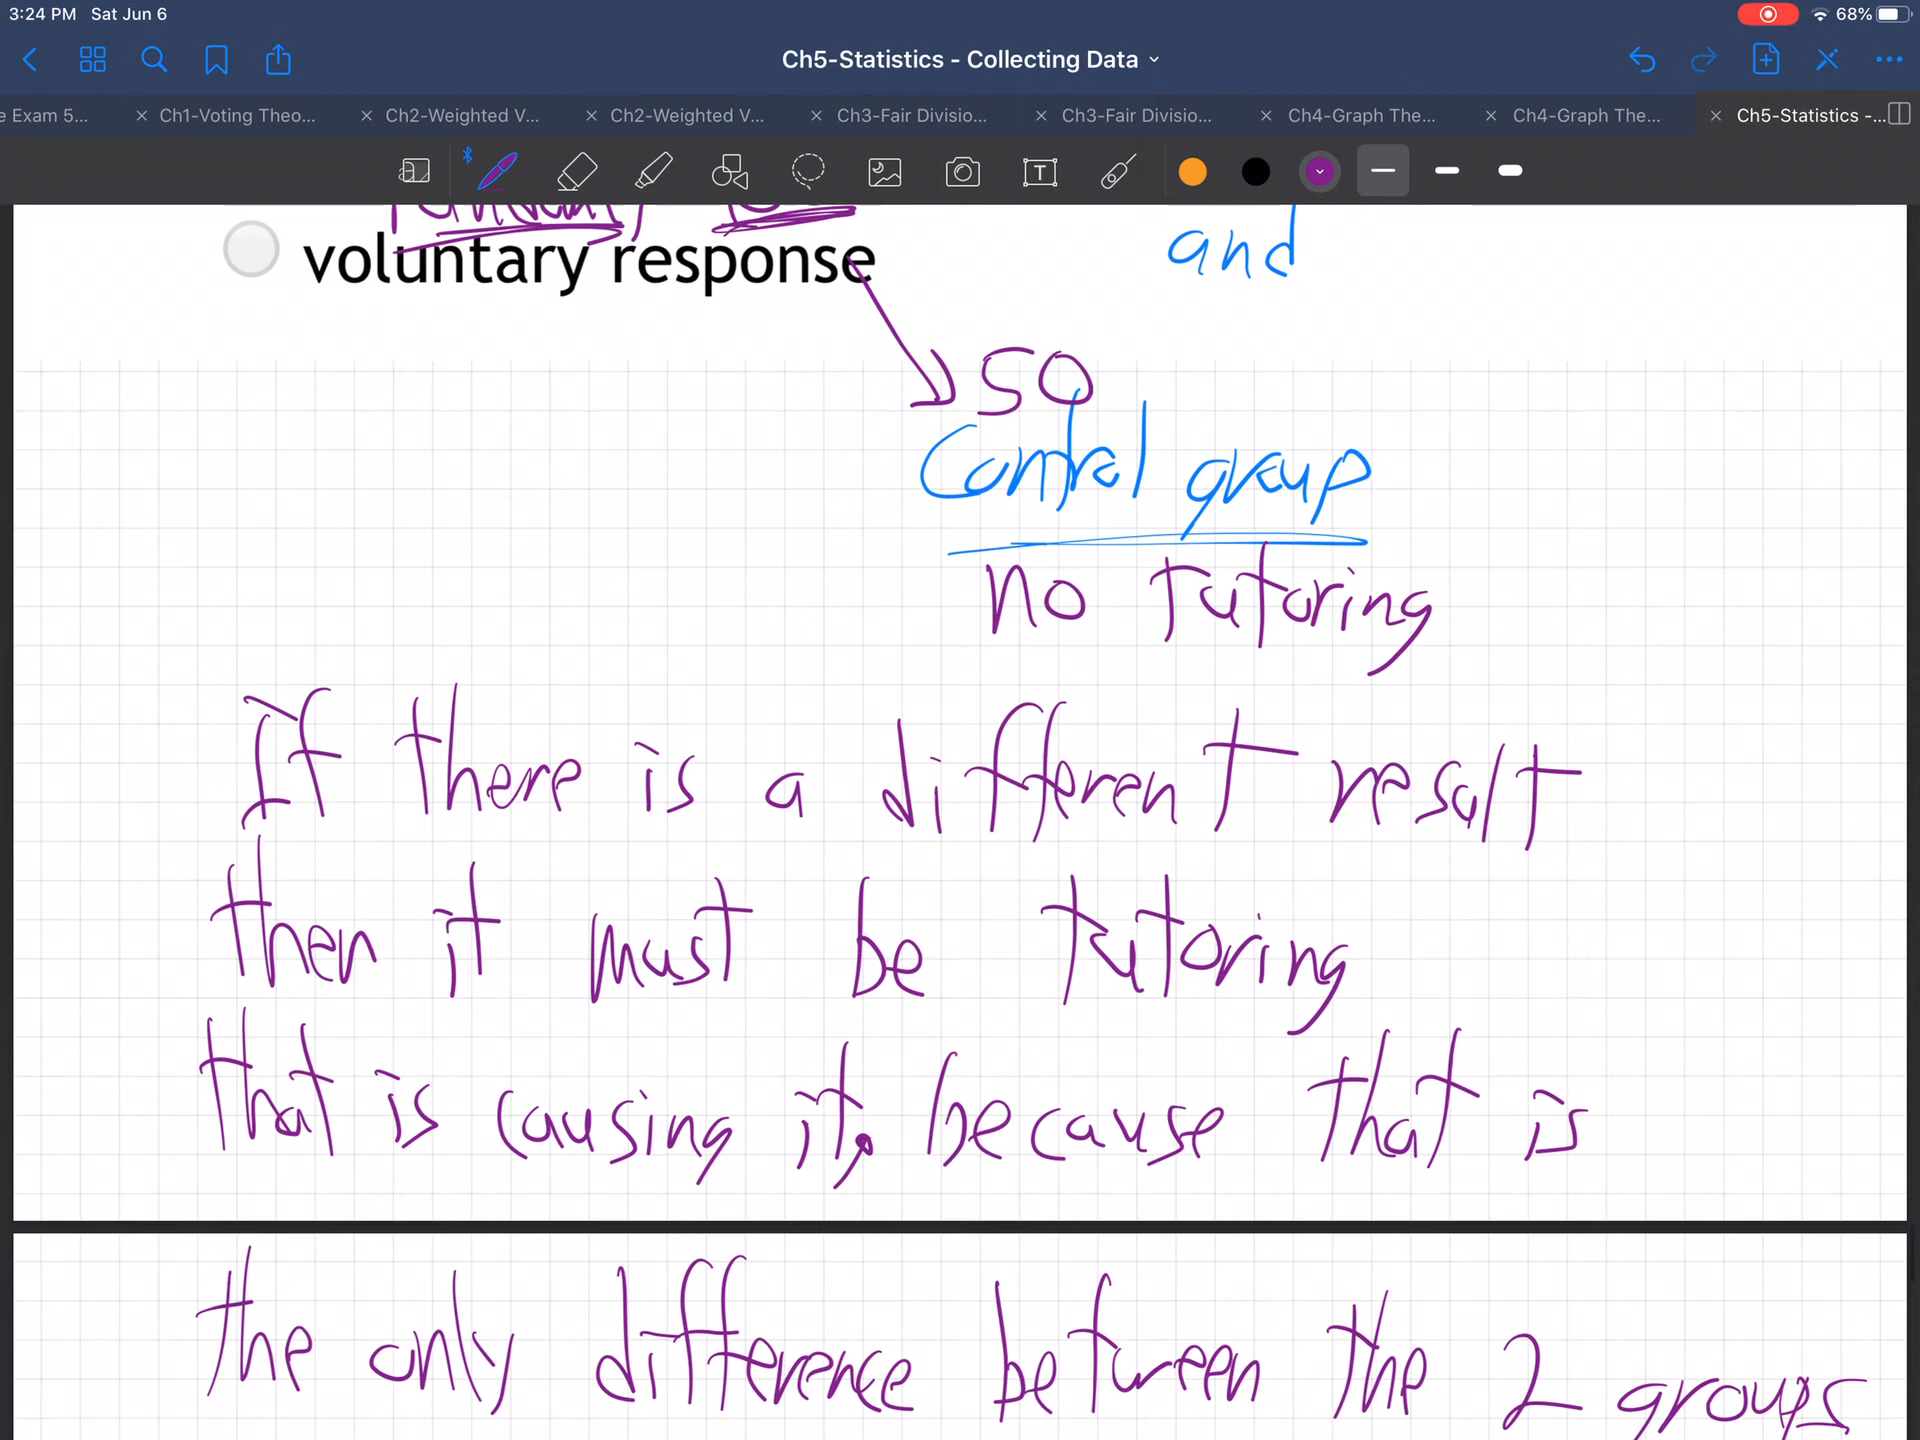 3:24 PM Sat Jun 6 68%
Ch5-Statistics - Collecting Data
e Exam 5... Ch1-Voting Theo... Ch2-Weighted V... Ch2-Weighted V... Ch3-Fair Divisio... Ch3-Fair Divisio... Ch4-Graph The... Ch4-Graph The... Ch5-Statistics -...
T
voluntary response
and
50
Control group
no tutoring
If there is a different result
then it must be tutoring
that is causing it, because that is
the only difference between the 2 groups